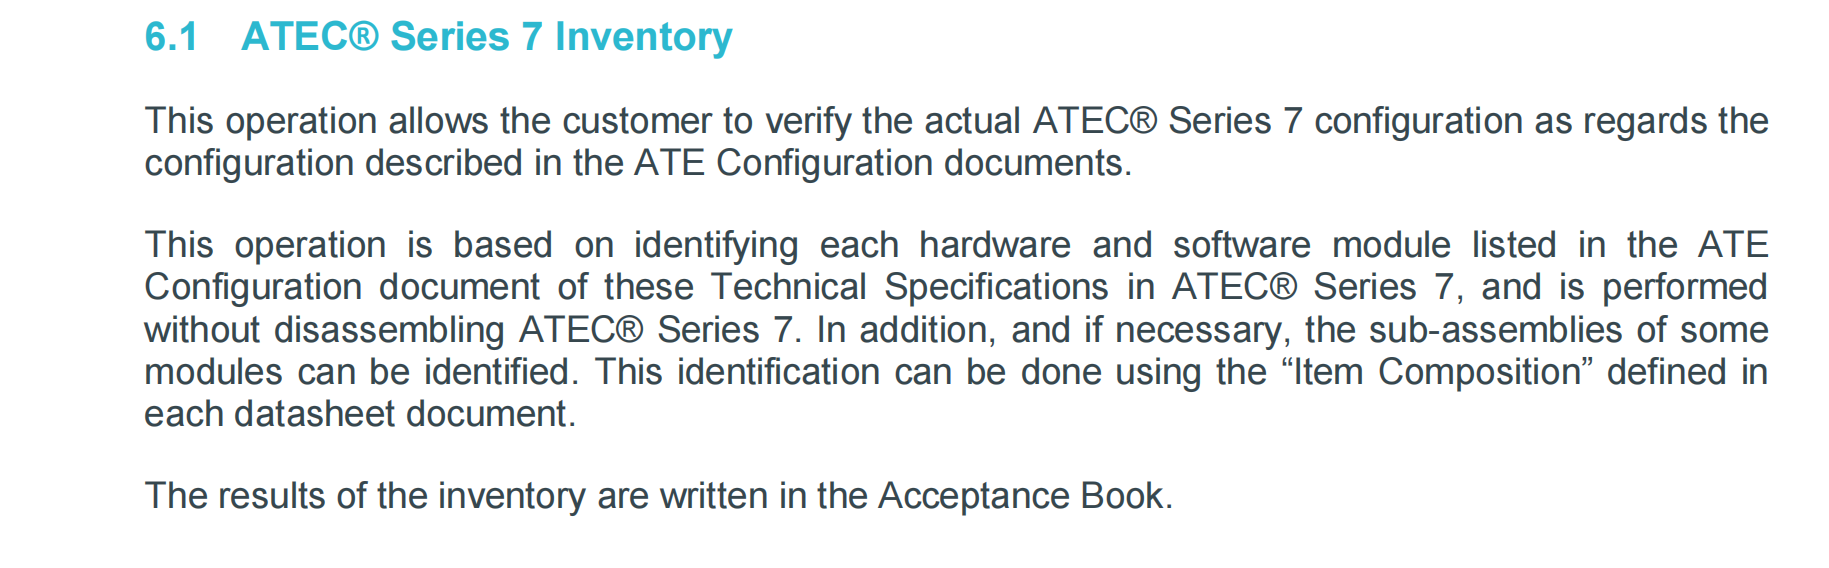 6.1 ATEC® Series 7 Inventory
This operation allows the customer to verify the actual ATEC® Series 7 configuration as regards the
configuration described in the ATE Configuration documents.
This operation is based on identifying each hardware and software module listed in the ATE
Configuration document of these Technical Specifications in ATEC® Series 7, and is performed
without disassembling ATEC® Series 7. In addition, and if necessary, the sub-assemblies of some
modules can be identified. This identification can be done using the “Item Composition” defined in
each datasheet document.
The results of the inventory are written in the Acceptance Book.